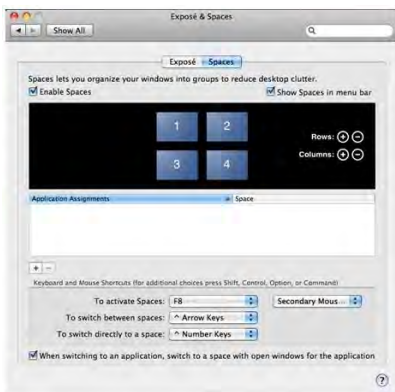 Exposé & Spaces
Show All
Exposé Spaces
Spaces lets you organize your windows into groups to reduce desktop clutter.
Enable Spaces Show Spaces in menu bar
1 2
Rows:
3 4
Columns:
Application Assignments Space
Keyboard and Mouse Shortcuts (for additional choices press Shift, Control, Option, or Command)
To activate Spaces: F8 Secondary Mous...
To switch between spaces: ^ Arrow Keys
To switch directly to a space: ^ Number Keys
When switching to an application, switch to a space with open windows for the application
?